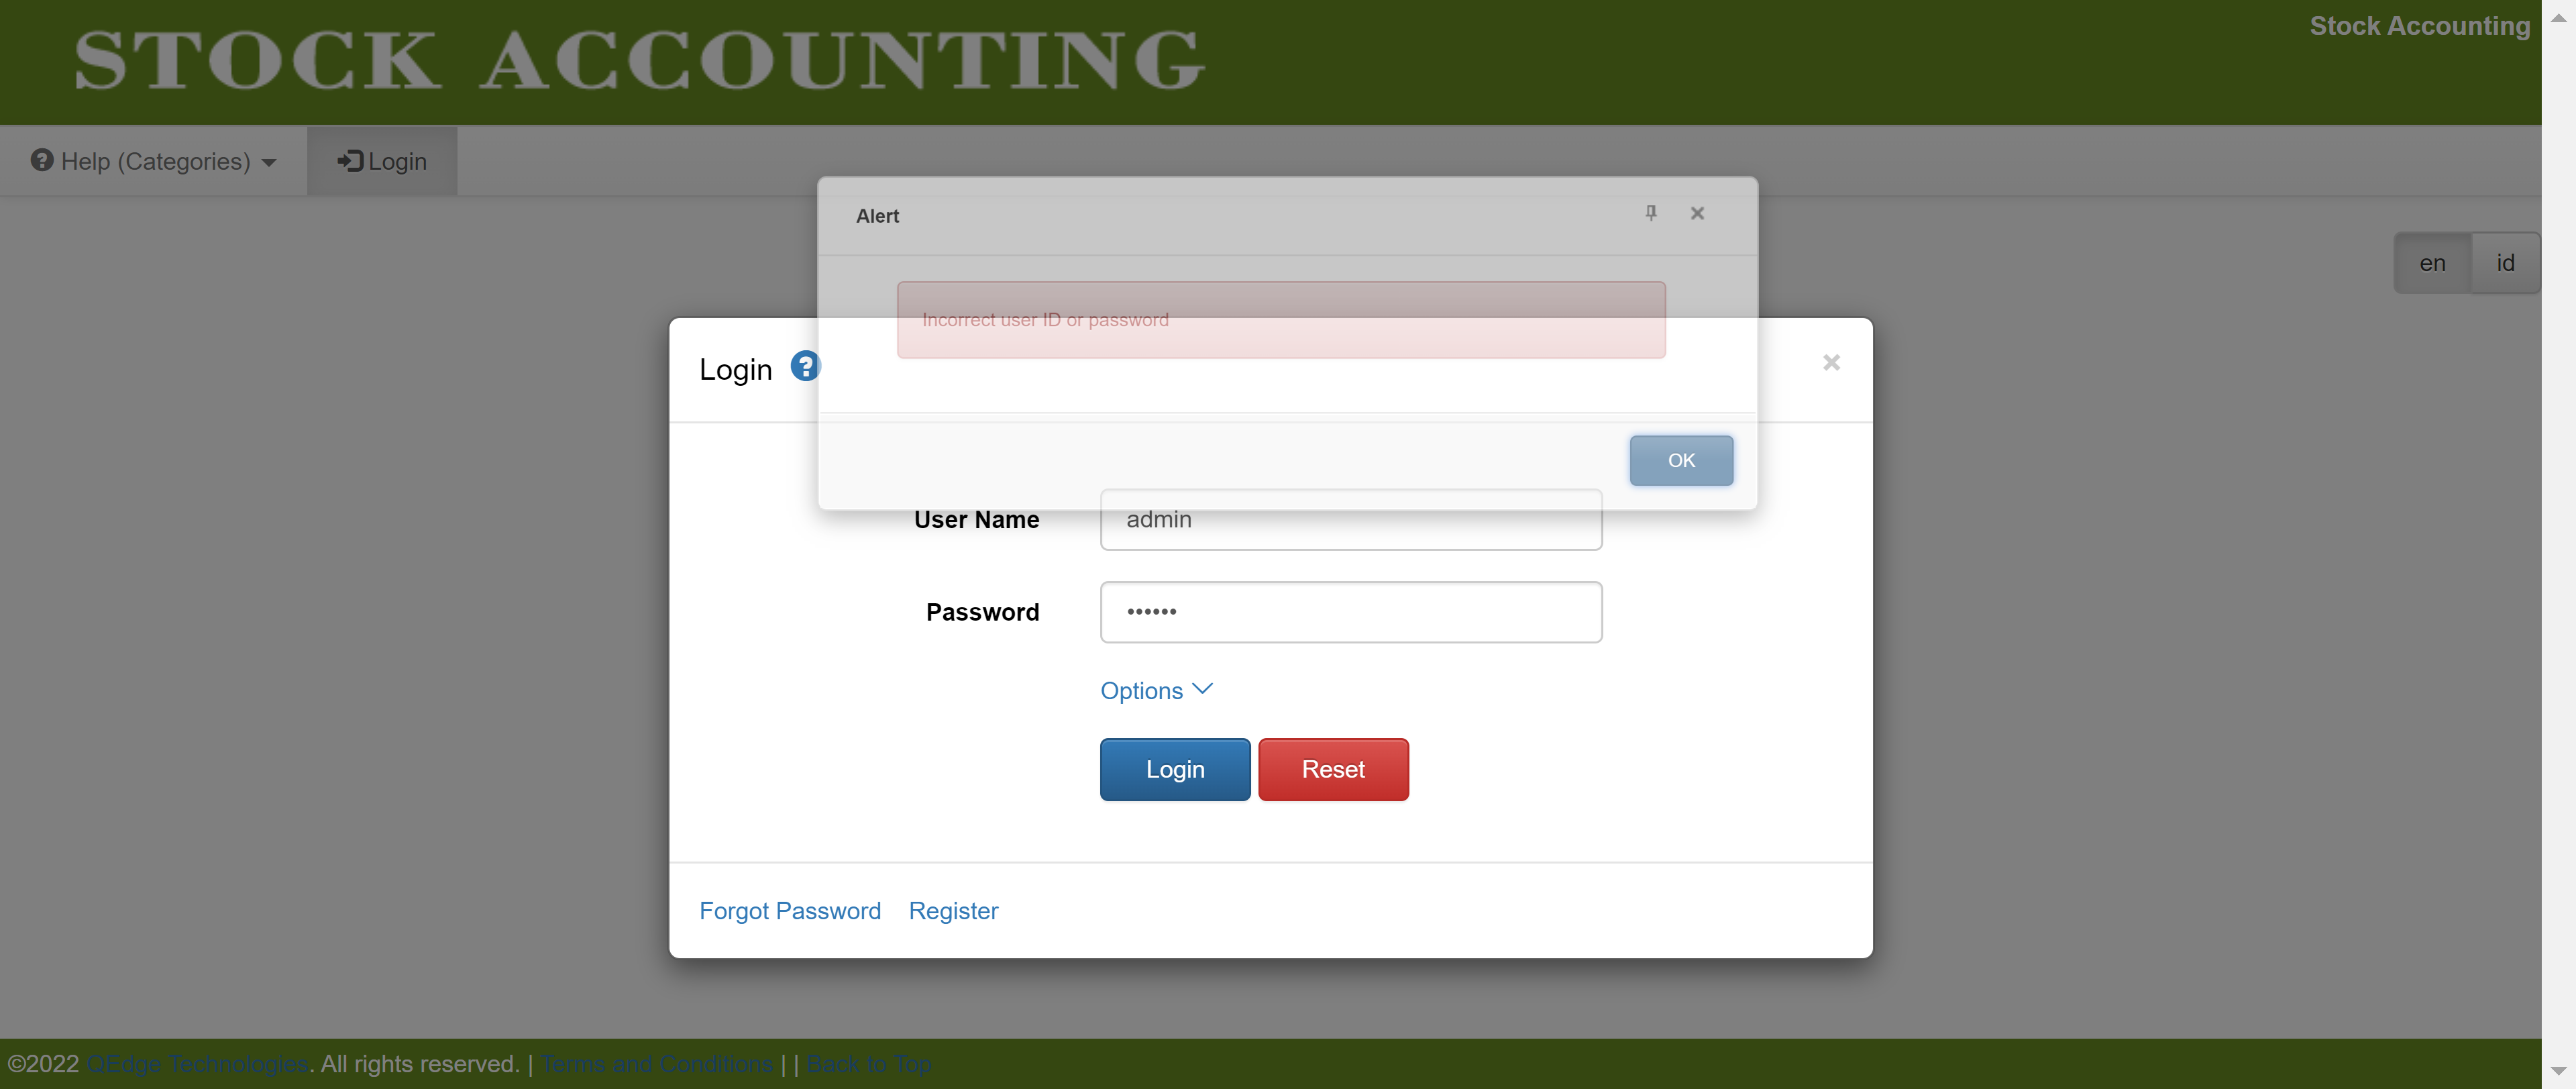 STOCK ACCOUNTING
Stock Accounting
Help (Categories)
Login
en
id
Alert
Incorrect user ID or password
OK
Login
User Name
admin
Password
••••••
Options
Login
Reset
Forgot Password
Register
©2022 QEdge Technologies. All rights reserved. | Terms and Conditions | | Back to Top